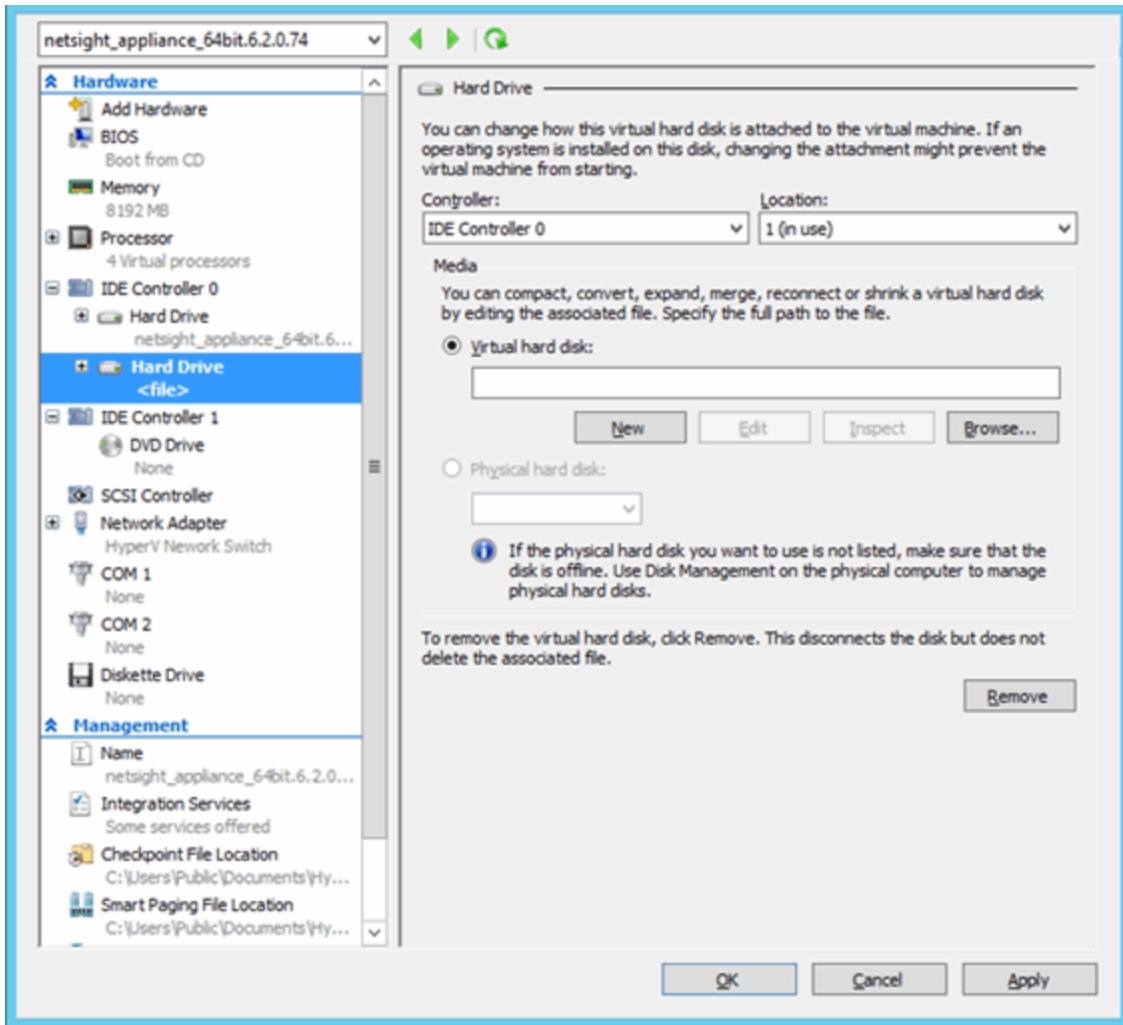 netsight_appliance_64bit.6.2.0.74
Hardware
Add Hardware
BIOS
Boot from CD
Memory
8192 MB
Processor
4 Virtual processors
IDE Controller 0
Hard Drive
netsight_appliance_64bit.6...
Hard Drive
<file>
IDE Controller 1
DVD Drive
None
SCSI Controller
Network Adapter
HyperV Nework Switch
COM 1
None
COM 2
None
Diskette Drive
None
Management
Name
netsight_appliance_64bit.6.2.0...
Integration Services
Some services offered
Checkpoint File Location
C:\Users\Public\Documents\Hy...
Smart Paging File Location
C:\Users\Public\Documents\Hy...
Hard Drive
You can change how this virtual hard disk is attached to the virtual machine. If an
operating system is installed on this disk, changing the attachment might prevent the
virtual machine from starting.
Controller:
Location:
IDE Controller 0
1 (in use)
Media
You can compact, convert, expand, merge, reconnect or shrink a virtual hard disk
by editing the associated file. Specify the full path to the file.
Virtual hard disk:
New
Edit
Inspect
Browse...
Physical hard disk:
If the physical hard disk you want to use is not listed, make sure that the
disk is offline. Use Disk Management on the physical computer to manage
physical hard disks.
To remove the virtual hard disk, click Remove. This disconnects the disk but does not
delete the associated file.
Remove
OK
Cancel
Apply